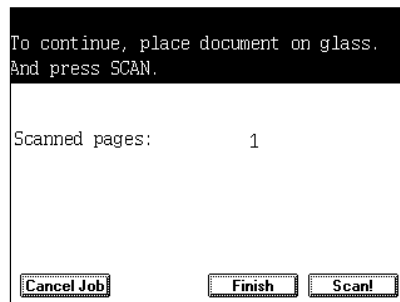 To continue, place document on glass.
And press SCAN.
Scanned pages: 1
Cancel Job Finish Scan!